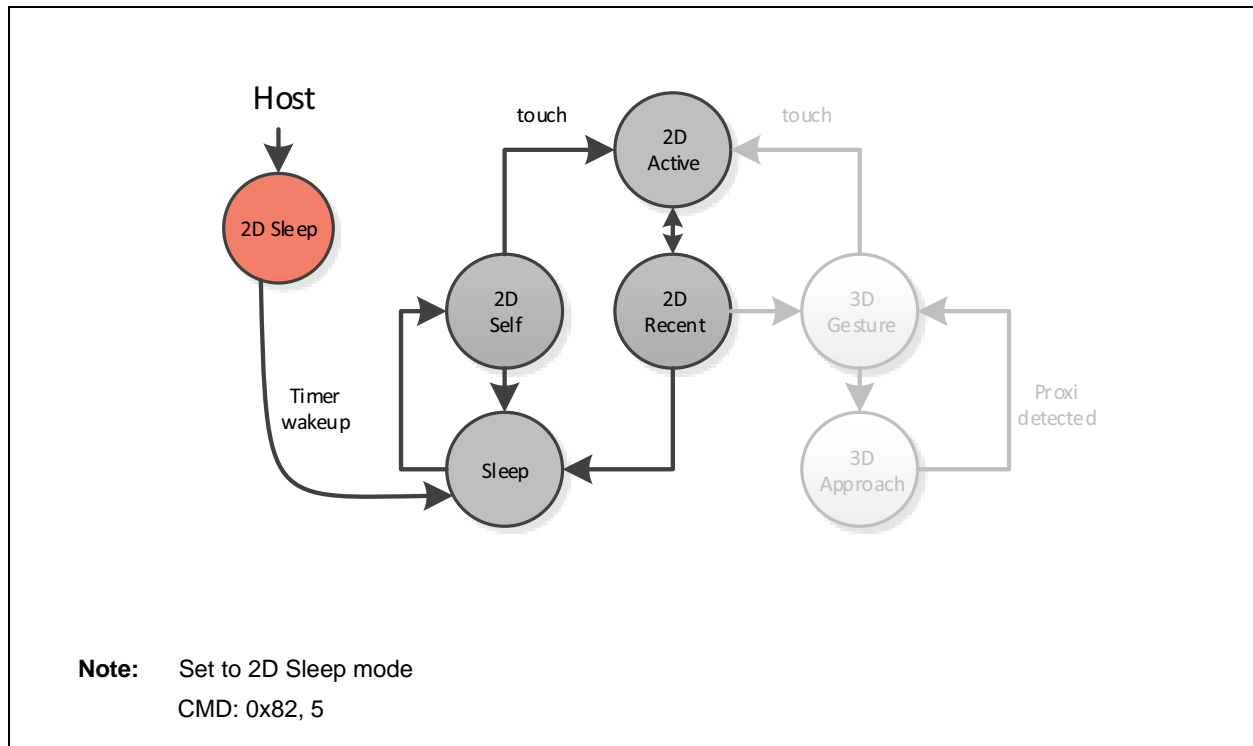 Host
touch
2D
Active
touch
2D Sleep
2D
Self
2D
Recent
3D
Gesture
Timer
wakeup
Proxi
detected
Sleep
3D
Approach
Note: Set to 2D Sleep mode
CMD: 0x82, 5